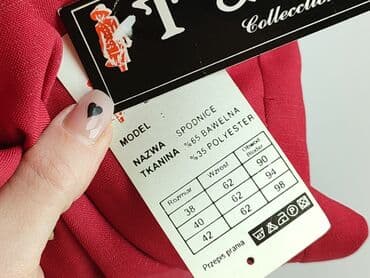 T
Collecction
MODEL
NAZWA SPODNICE
TKANINA %65 BAWELNA
%35 POLYESTER
Rozmiar Wzrost Obwód Bioder
38 62 90
40 62 94
42 62 98
Przepis prania